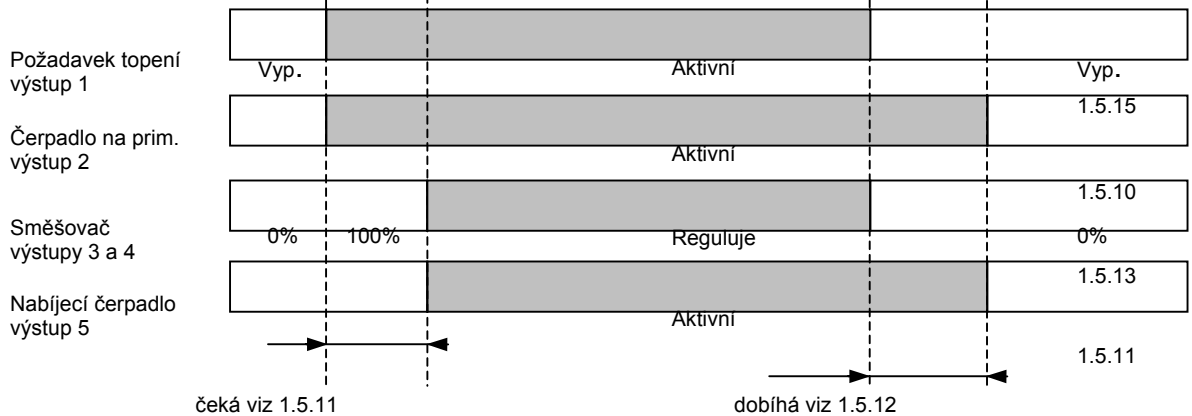 Požadavek topení
výstup 1
Vyp.
Aktivní
Vyp.
1.5.15
Čerpadlo na prim.
výstup 2
Aktivní
1.5.10
Směšovač
výstupy 3 a 4
0%
100%
Reguluje
0%
1.5.13
Nabíjecí čerpadlo
výstup 5
Aktivní
1.5.11
čeká viz 1.5.11
dobíhá viz 1.5.12